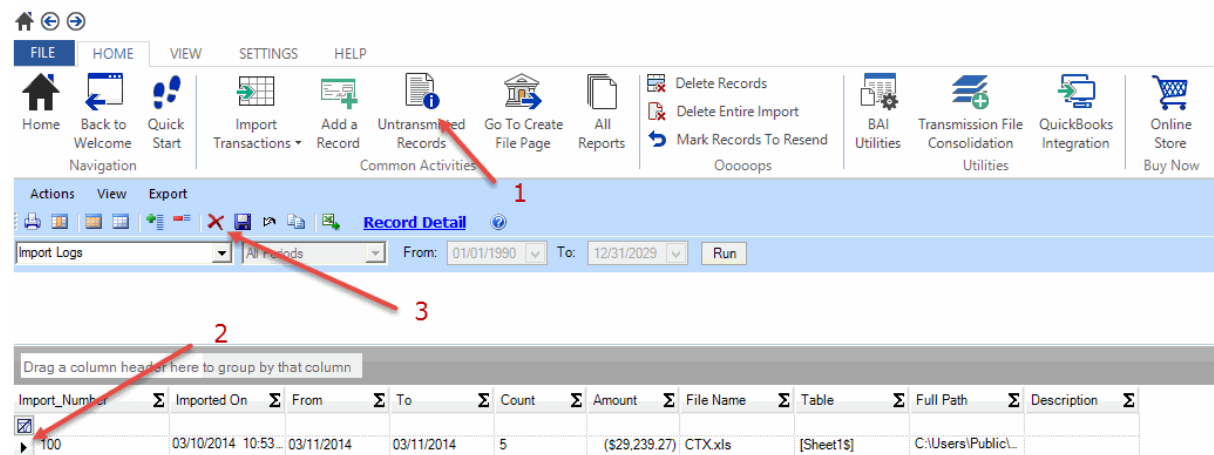 FILE HOME VIEW SETTINGS HELP
Home Back to Welcome Quick Start Import Transactions Add a Record Untransmitted Records Go To Create File Page All Reports Delete Records Delete Entire Import Mark Records To Resend BAI Utilities Transmission File Consolidation QuickBooks Integration Online Store
Navigation Common Activities Ooooops Utilities Buy Now
1
Actions View Export
Record Detail
Import Logs All Periods From: 01/01/1990 To: 12/31/2029 Run
3
2
Drag a column header here to group by that column
Import_Number Σ Imported On Σ From Σ To Σ Count Σ Amount Σ File Name Σ Table Σ Full Path Σ Description Σ
100 03/10/2014 10:53... 03/11/2014 03/11/2014 5 ($29,239.27) CTX.xls [Sheet1$] C:\Users\Public\...